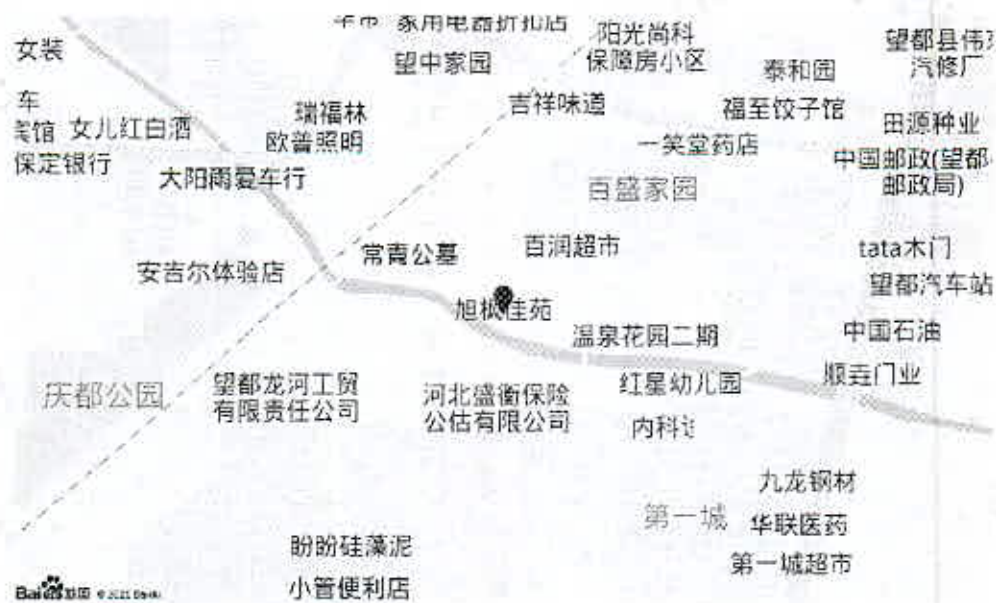 家用电器折扣店
阳光尚科
保障房小区
望都县伟
汽修厂
女装
望中家园
泰和园
车
宾馆
女儿红白酒
保定银行
瑞福林
欧普照明
吉祥味道
福至饺子馆
田源种业
一笑堂药店
中国邮政(望都
邮政局)
大阳雨爱车行
百盛家园
常青公墓
百润超市
tata木门
安吉尔体验店
望都汽车站
旭枫佳苑
温泉花园二期
中国石油
庆都公园
望都龙河工贸
有限责任公司
河北盛衡保险
公估有限公司
红星幼儿园
顺垚门业
内科
九龙钢材
第一城
华联医药
第一城超市
盼盼硅藻泥
小管便利店
Bai
地图